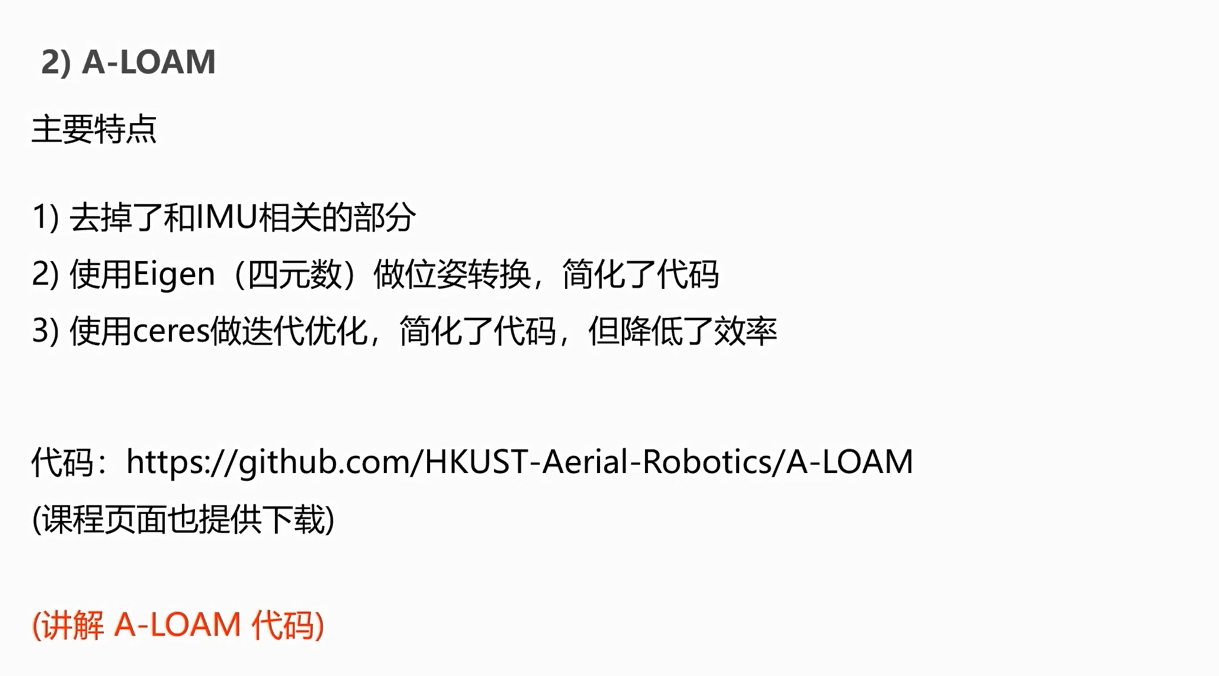 2) A-LOAM
主要特点
1) 去掉了和IMU相关的部分
2) 使用Eigen（四元数）做位姿转换，简化了代码
3) 使用ceres做迭代优化，简化了代码，但降低了效率
代码：https://github.com/HKUST-Aerial-Robotics/A-LOAM
(课程页面也提供下载)
(讲解 A-LOAM 代码)